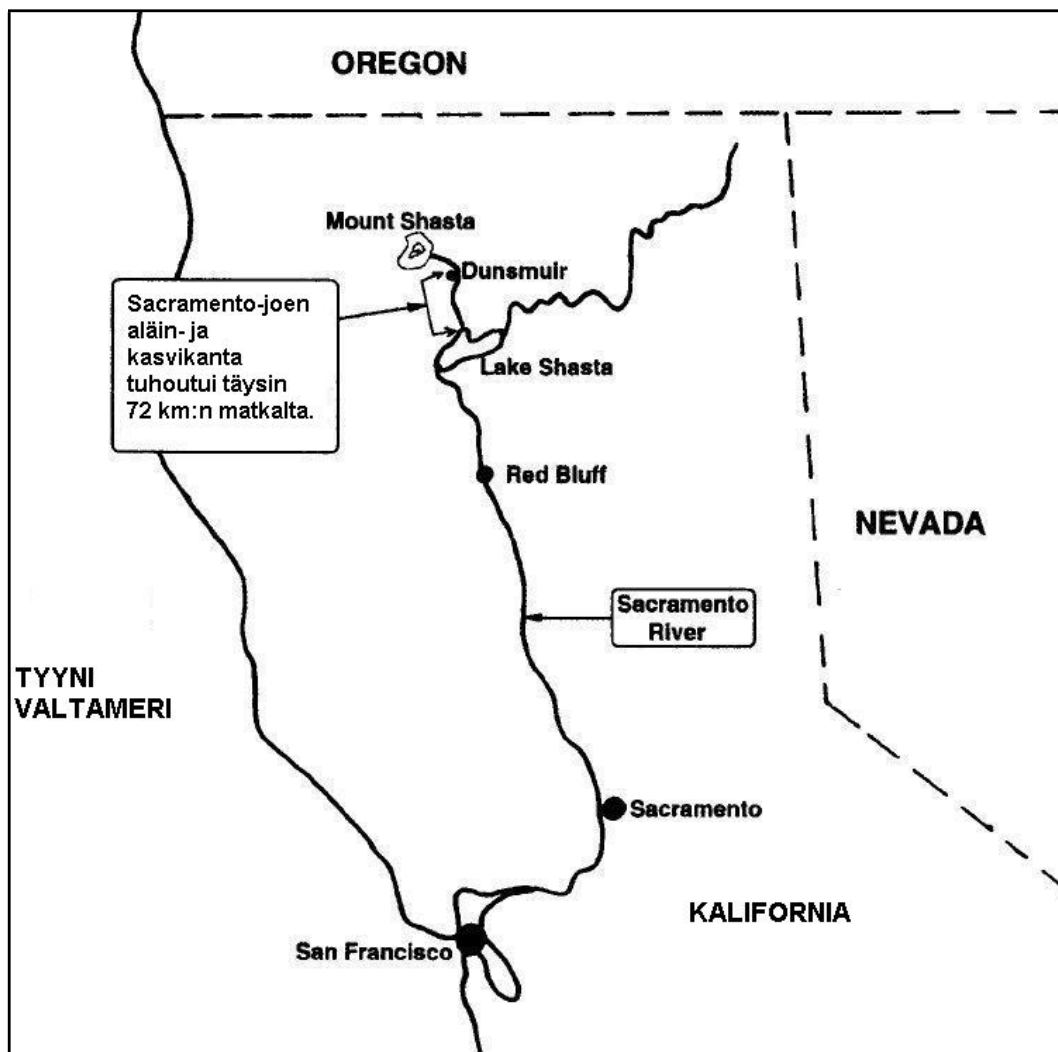 OREGON
Mount Shasta
Dunsmuir
Sacramento-joen
aläin- ja
kasvikanta
tuhoutui täysin
72 km:n matkalta.
Lake Shasta
Red Bluff
NEVADA
Sacramento
River
TYYNI
VALTAMERI
Sacramento
KALIFORNIA
San Francisco